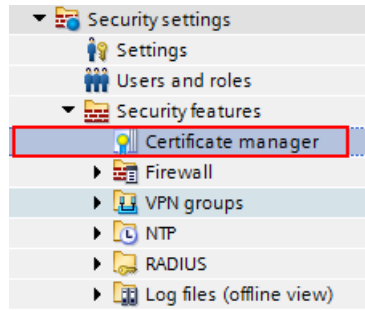 Security settings
Settings
Users and roles
Security features
Certificate manager
Firewall
VPN groups
NTP
RADIUS
Log files (offline view)